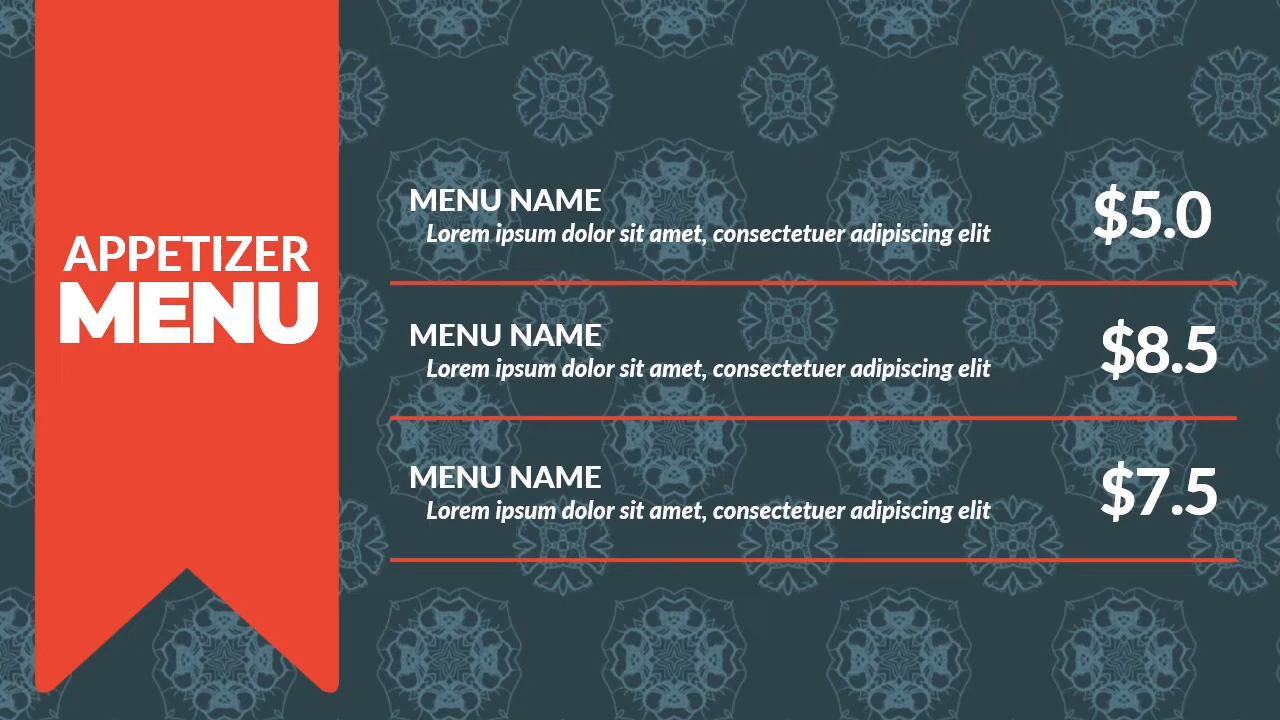 APPETIZER
MENU
MENU NAME
Lorem ipsum dolor sit amet, consectetuer adipiscing elit
$5.0
MENU NAME
Lorem ipsum dolor sit amet, consectetuer adipiscing elit
$8.5
MENU NAME
Lorem ipsum dolor sit amet, consectetuer adipiscing elit
$7.5